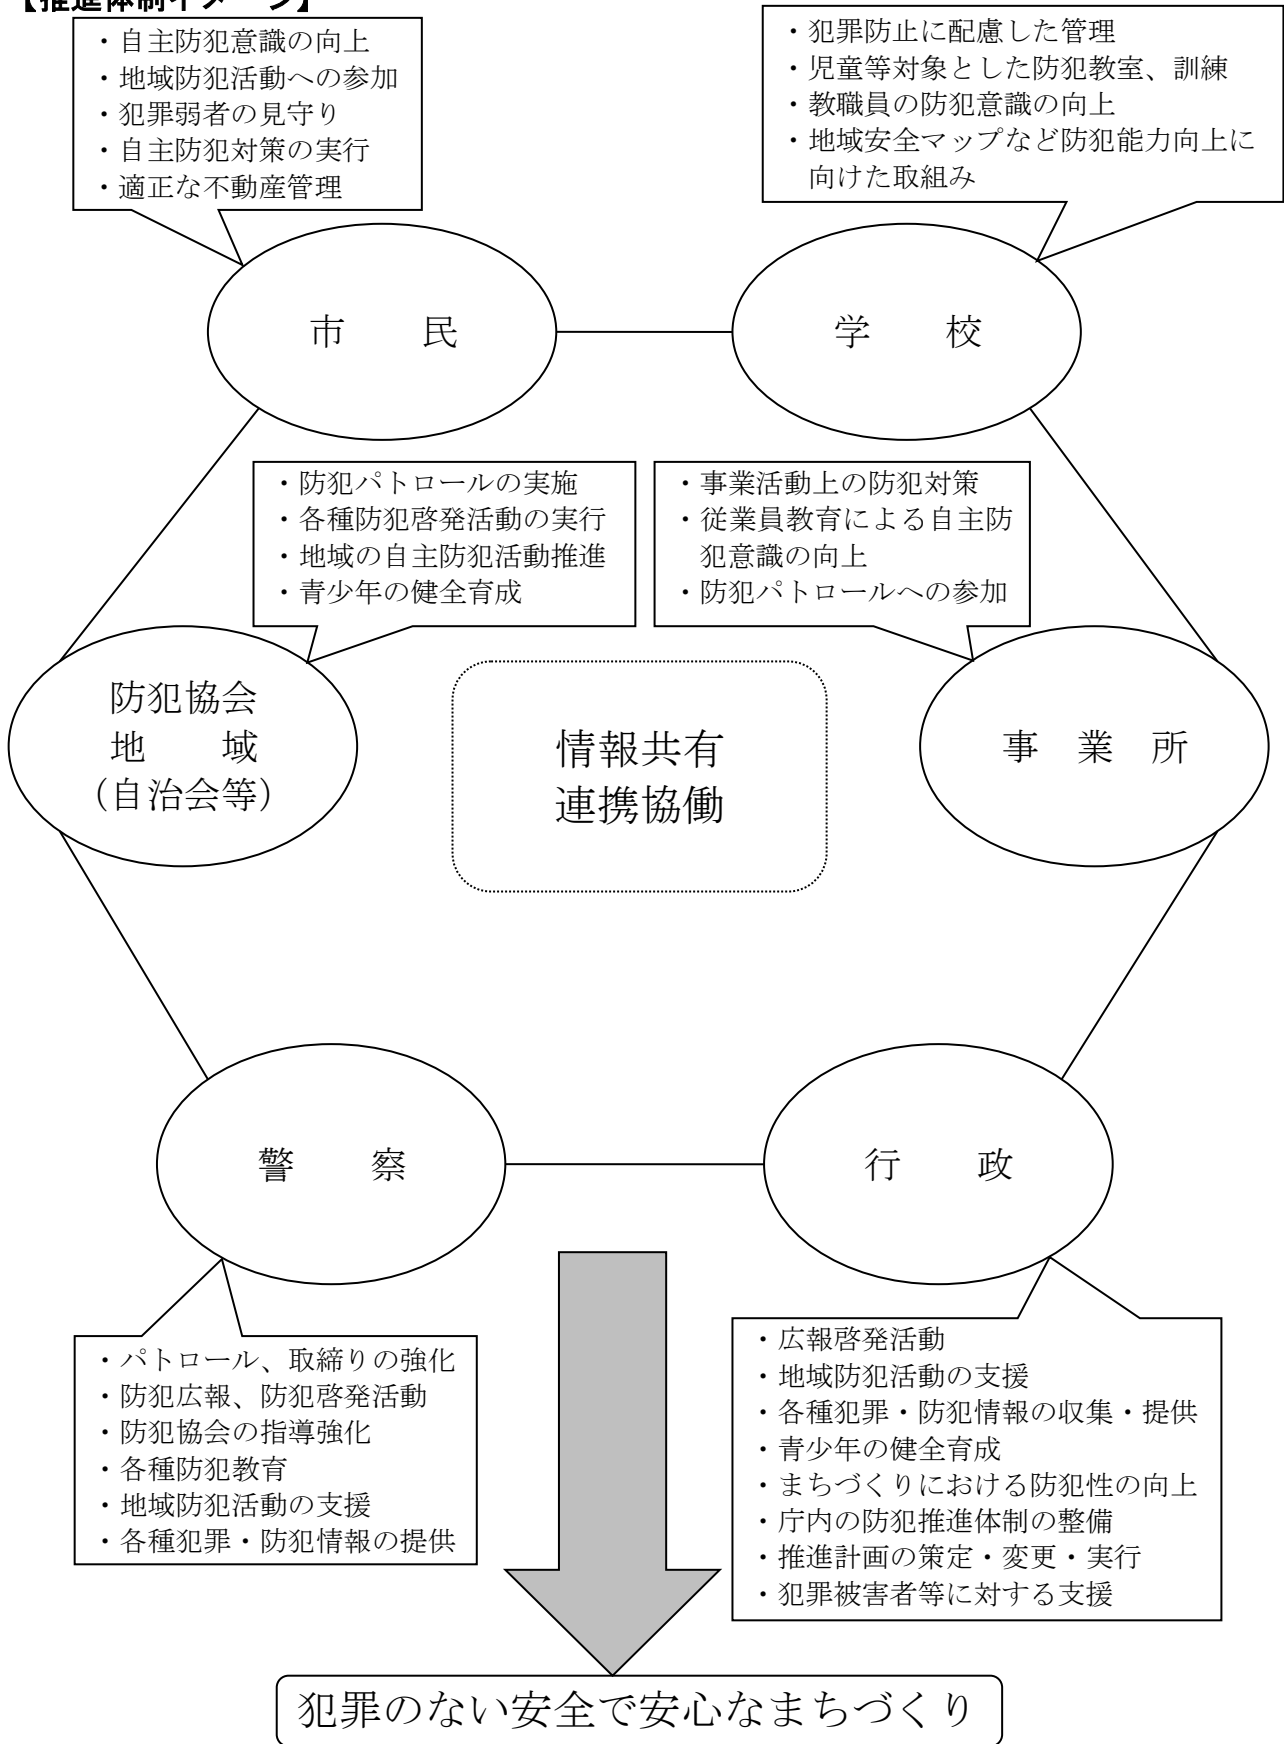 【推進体制イメージ】
・自主防犯意識の向上
・地域防犯活動への参加
・犯罪弱者の見守り
・自主防犯対策の実行
・適正な不動産管理
・犯罪防止に配慮した管理
・児童等対象とした防犯教室、訓練
・教職員の防犯意識の向上
・地域安全マップなど防犯能力向上に
向けた取組み
市　民
学　校
・防犯パトロールの実施
・各種防犯啓発活動の実行
・地域の自主防犯活動推進
・青少年の健全育成
・事業活動上の防犯対策
・従業員教育による自主防
犯意識の向上
・防犯パトロールへの参加
防犯協会
地　域
（自治会等）
情報共有
連携協働
事　業　所
警　察
行　政
・パトロール、取締りの強化
・防犯広報、防犯啓発活動
・防犯協会の指導強化
・各種防犯教育
・地域防犯活動の支援
・各種犯罪・防犯情報の提供
・広報啓発活動
・地域防犯活動の支援
・各種犯罪・防犯情報の収集・提供
・青少年の健全育成
・まちづくりにおける防犯性の向上
・庁内の防犯推進体制の整備
・推進計画の策定・変更・実行
・犯罪被害者等に対する支援
犯罪のない安全で安心なまちづくり